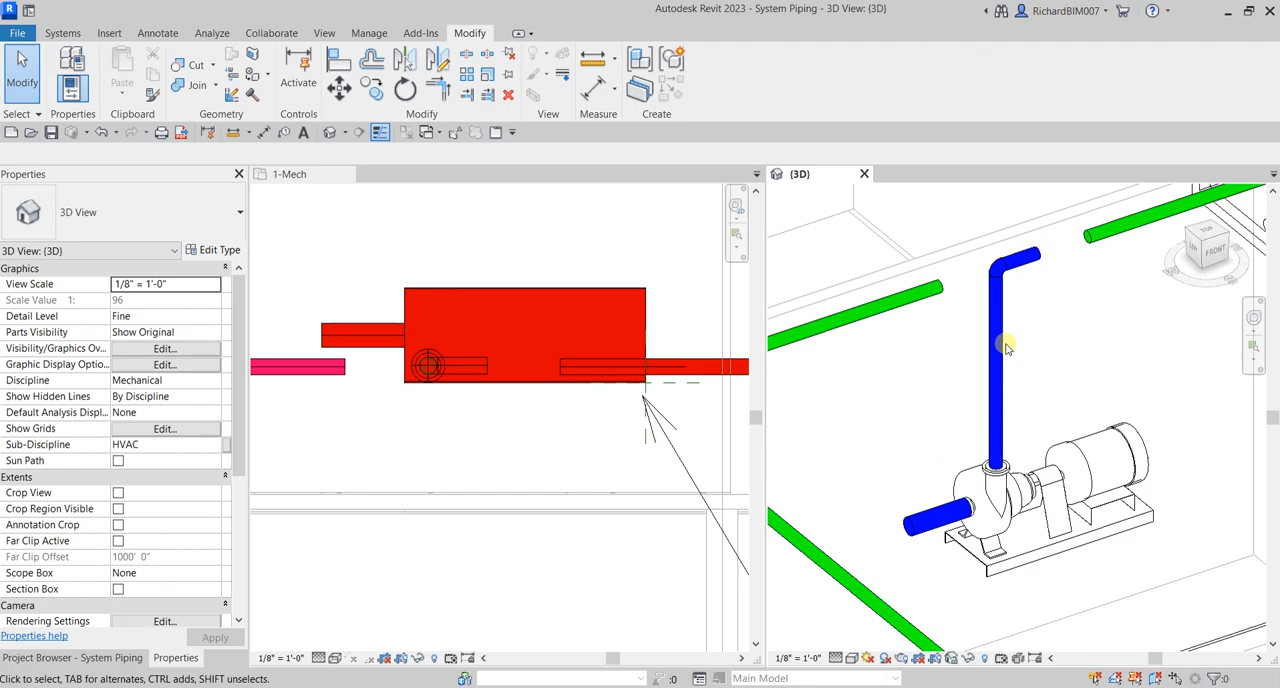 R Autodesk Revit 2023 - System Piping - 3D View: {3D} RichardBIM007
File Systems Insert Annotate Analyze Collaborate View Manage Add-Ins Modify
Modify Paste Cut Join Activate
Select Properties Clipboard Geometry Controls Modify View Measure Create
Properties
1-Mech
(3D)
3D View
3D View: {3D} Edit Type
Graphics
View Scale 1/8" = 1'-0"
Scale Value 1: 96
Detail Level Fine
Parts Visibility Show Original
Visibility/Graphics Ov... Edit...
Graphic Display Optio... Edit...
Discipline Mechanical
Show Hidden Lines By Discipline
Default Analysis Displ... None
Show Grids Edit...
Sub-Discipline HVAC
Sun Path
Extents
Crop View
Crop Region Visible
Annotation Crop
Far Clip Active
Far Clip Offset 1000' 0"
Scope Box None
Section Box
Camera
Rendering Settings Edit...
Properties help Apply
Project Browser - System Piping Properties
TOP
FRONT
1/8" = 1'-0"
1/8" = 1'-0"
Click to select, TAB for alternates, CTRL adds, SHIFT unselects. :0 Main Model :0